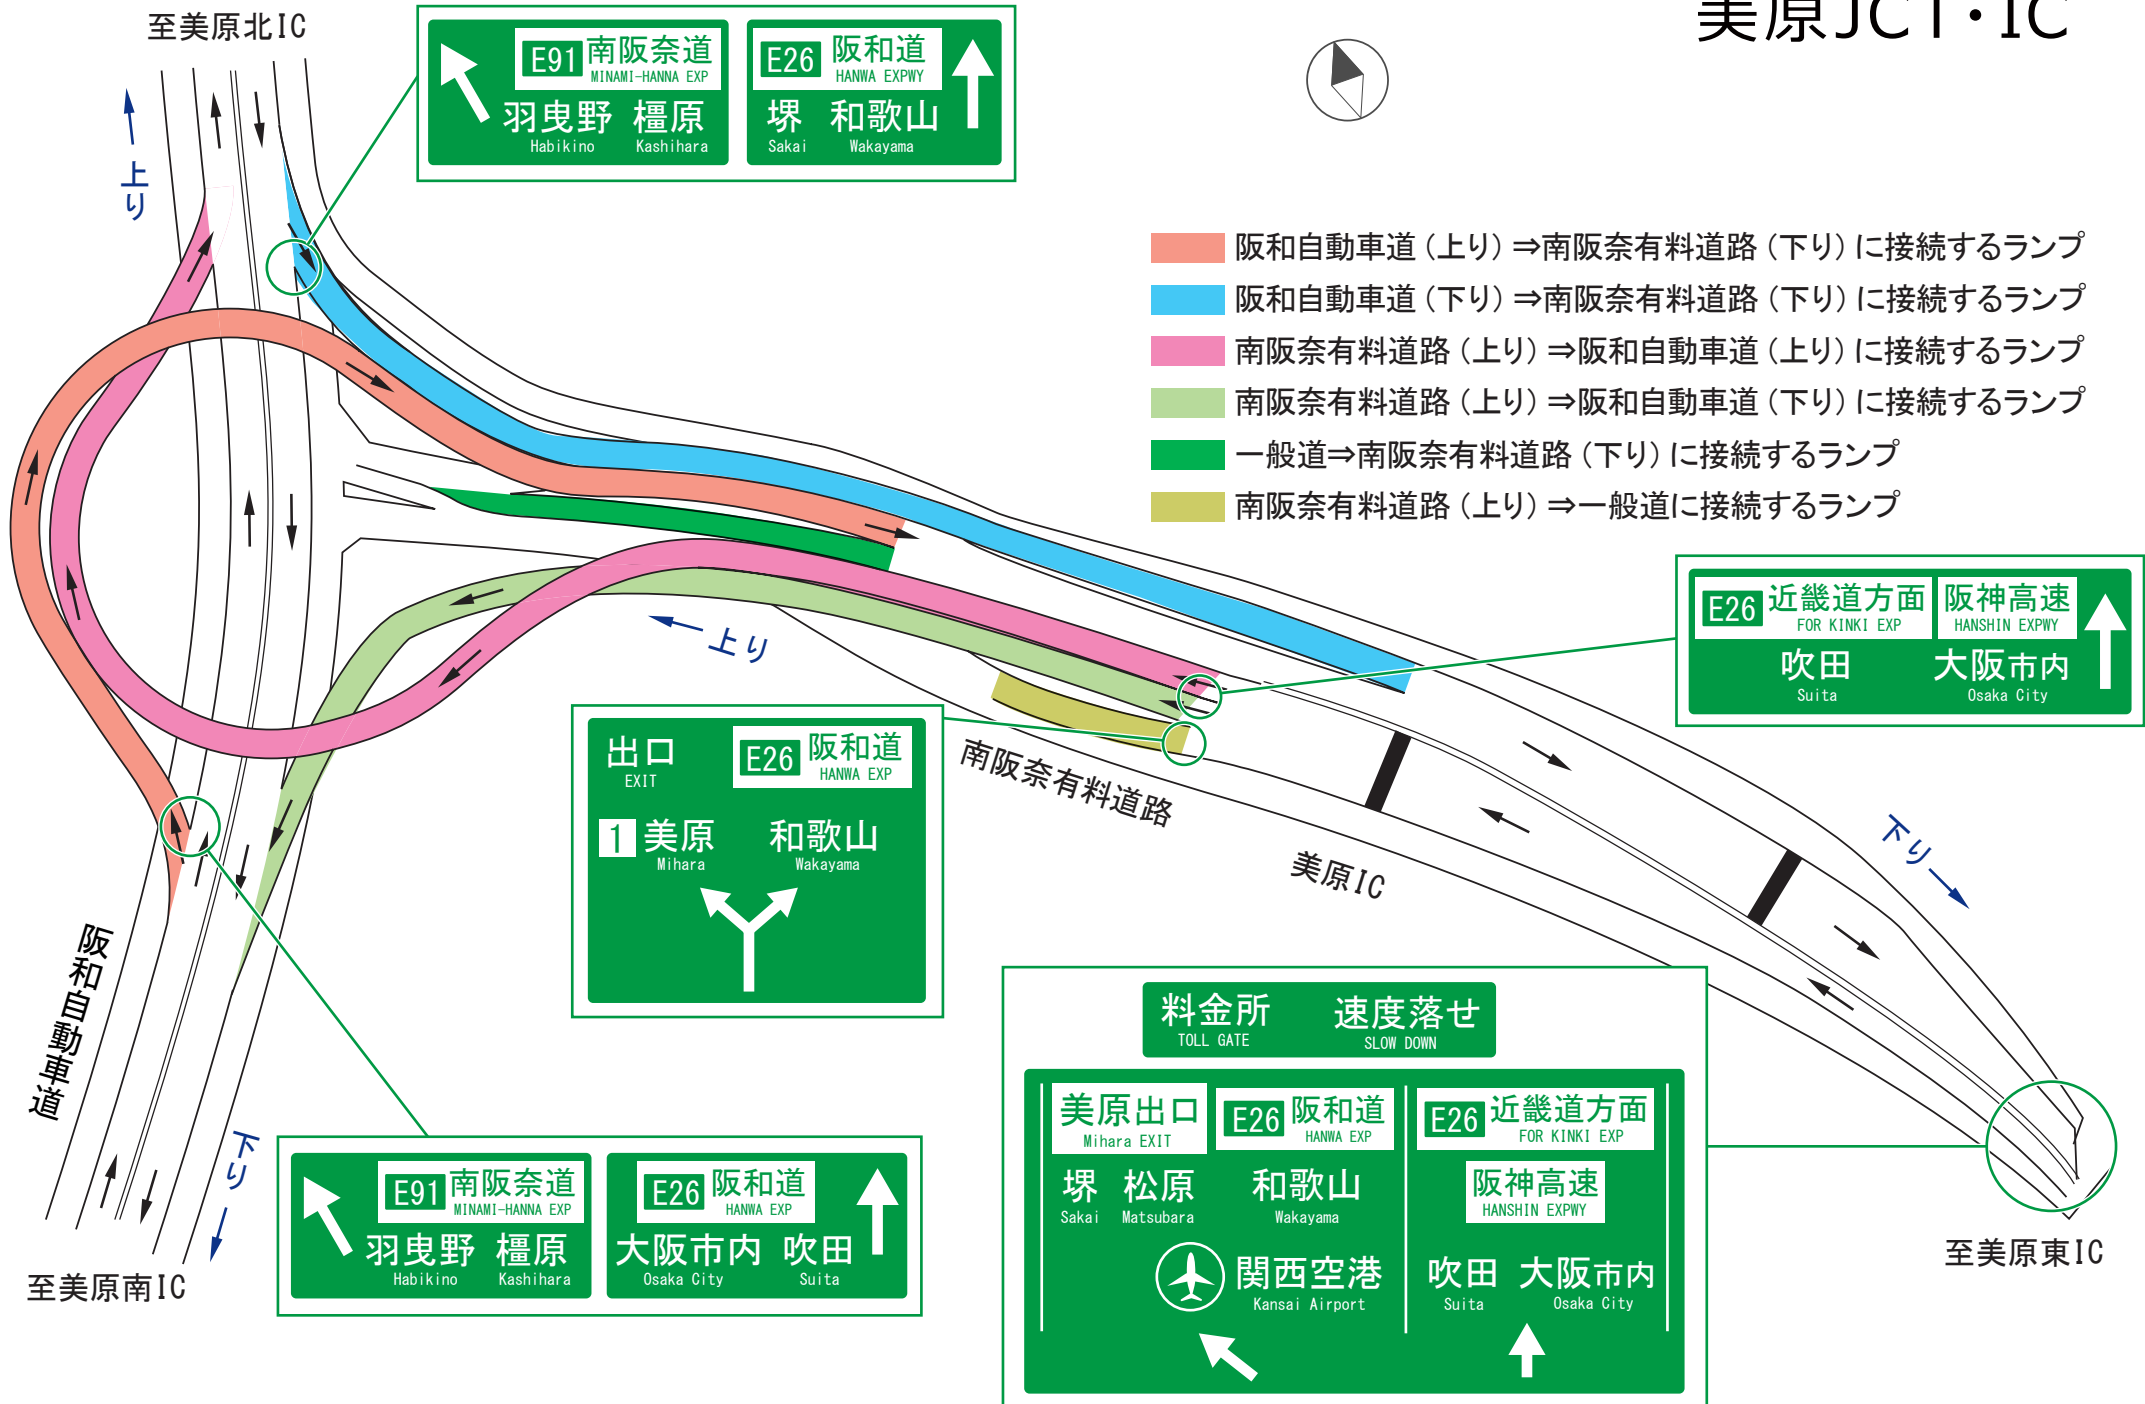 美原JCT・IC
至美原北IC
上り
E91 南阪奈道
MINAMI-HANNA EXP
羽曳野 橿原
Habikino Kashihara
E26 阪和道
HANWA EXPWY
堺 和歌山
Sakai Wakayama
阪和自動車道(上り)⇒南阪奈有料道路(下り)に接続するランプ
阪和自動車道(下り)⇒南阪奈有料道路(下り)に接続するランプ
南阪奈有料道路(上り)⇒阪和自動車道(上り)に接続するランプ
南阪奈有料道路(上り)⇒阪和自動車道(下り)に接続するランプ
一般道⇒南阪奈有料道路(下り)に接続するランプ
南阪奈有料道路(上り)⇒一般道に接続するランプ
E26 近畿道方面
FOR KINKI EXP
阪神高速
HANSHIN EXPWY
吹田 大阪市内
Suita Osaka City
上り
出口
EXIT
E26 阪和道
HANWA EXP
1 美原 和歌山
Mihara Wakayama
南阪奈有料道路
美原IC
下り
阪和自動車道
料金所 速度落せ
TOLL GATE SLOW DOWN
美原出口
Mihara EXIT
E26 阪和道
HANWA EXP
E26 近畿道方面
FOR KINKI EXP
堺 松原 和歌山
Sakai Matsubara Wakayama
阪神高速
HANSHIN EXPWY
関西空港
Kansai Airport
吹田 大阪市内
Suita Osaka City
下り
E91 南阪奈道
MINAMI-HANNA EXP
羽曳野 橿原
Habikino Kashihara
E26 阪和道
HANWA EXP
大阪市内 吹田
Osaka City Suita
至美原南IC
至美原東IC